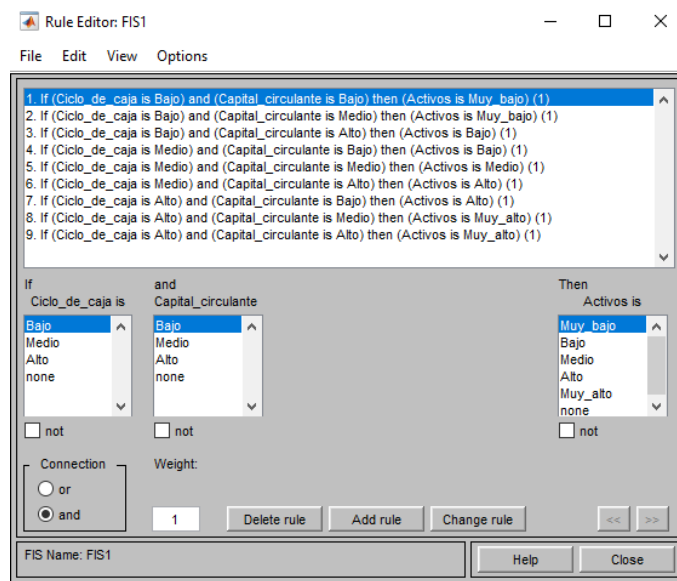 Rule Editor: FIS1
File Edit View Options
1. If (Ciclo_de_caja is Bajo) and (Capital_circulante is Bajo) then (Activos is Muy_bajo) (1)
2. If (Ciclo_de_caja is Bajo) and (Capital_circulante is Medio) then (Activos is Muy_bajo) (1)
3. If (Ciclo_de_caja is Bajo) and (Capital_circulante is Alto) then (Activos is Bajo) (1)
4. If (Ciclo_de_caja is Medio) and (Capital_circulante is Bajo) then (Activos is Bajo) (1)
5. If (Ciclo_de_caja is Medio) and (Capital_circulante is Medio) then (Activos is Medio) (1)
6. If (Ciclo_de_caja is Medio) and (Capital_circulante is Alto) then (Activos is Alto) (1)
7. If (Ciclo_de_caja is Alto) and (Capital_circulante is Bajo) then (Activos is Alto) (1)
8. If (Ciclo_de_caja is Alto) and (Capital_circulante is Medio) then (Activos is Muy_alto) (1)
9. If (Ciclo_de_caja is Alto) and (Capital_circulante is Alto) then (Activos is Muy_alto) (1)
If
Ciclo_de_caja is
Bajo
Medio
Alto
none
not
and
Capital_circulante
Bajo
Medio
Alto
none
not
Then
Activos is
Muy_bajo
Bajo
Medio
Alto
Muy_alto
none
not
Connection
or
and
Weight:
1
Delete rule
Add rule
Change rule
<<
>>
FIS Name: FIS1
Help
Close